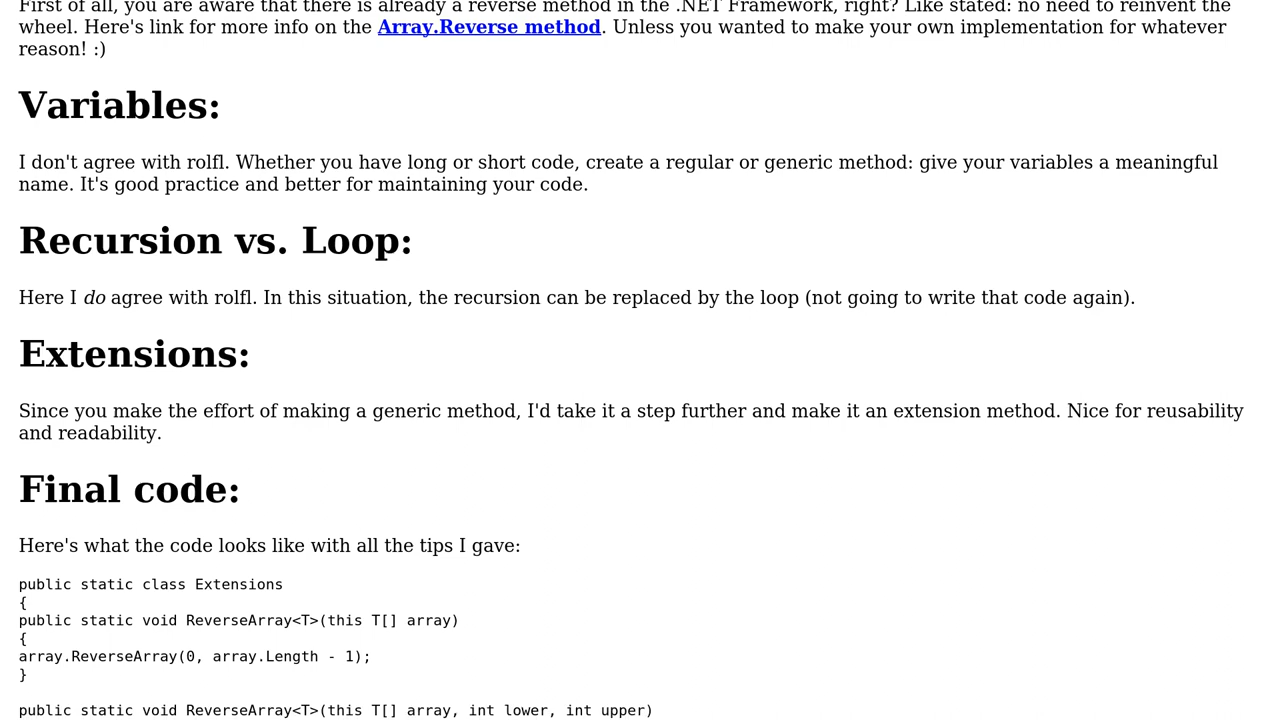 First of all, you are aware that there is already a reverse method in the .NET Framework, right? Like stated: no need to reinvent the
wheel. Here's link for more info on the Array.Reverse method. Unless you wanted to make your own implementation for whatever
reason! :)
Variables:
I don't agree with rolfl. Whether you have long or short code, create a regular or generic method: give your variables a meaningful
name. It's good practice and better for maintaining your code.
Recursion vs. Loop:
Here I do agree with rolfl. In this situation, the recursion can be replaced by the loop (not going to write that code again).
Extensions:
Since you make the effort of making a generic method, I'd take it a step further and make it an extension method. Nice for reusability
and readability.
Final code:
Here's what the code looks like with all the tips I gave:
public static class Extensions
{
public static void ReverseArray<T>(this T[] array)
{
array.ReverseArray(0, array.Length - 1);
}
public static void ReverseArray<T>(this T[] array, int lower, int upper)